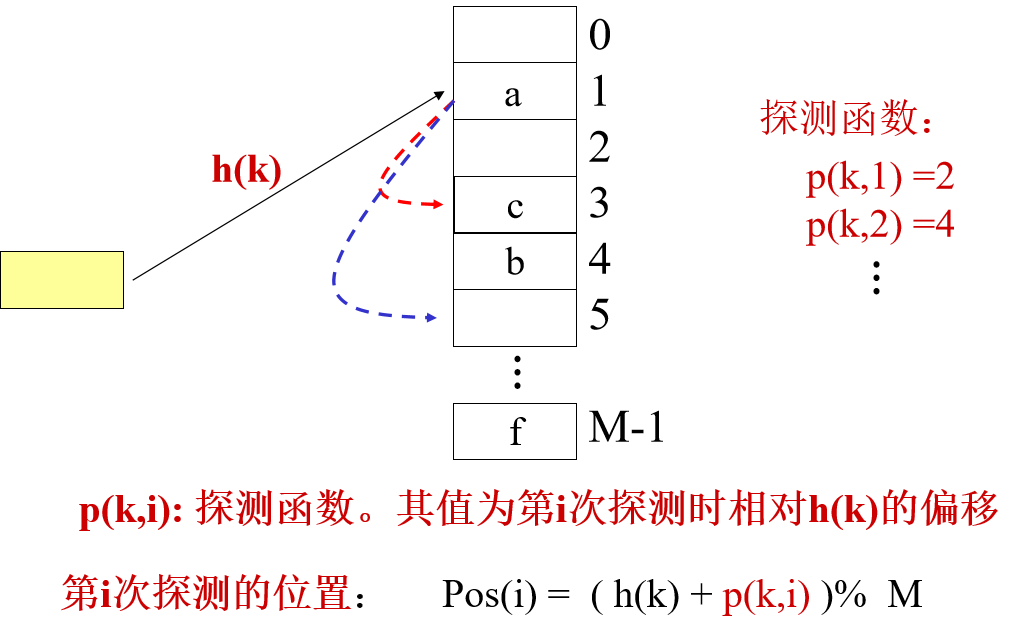 0
a 1
2
c 3
b 4
5
⋮
f M-1
h(k)
探测函数：
p(k,1) =2
p(k,2) =4
⋮
p(k,i): 探测函数。其值为第i次探测时相对h(k)的偏移
第i次探测的位置： Pos(i) = ( h(k) + p(k,i) )% M